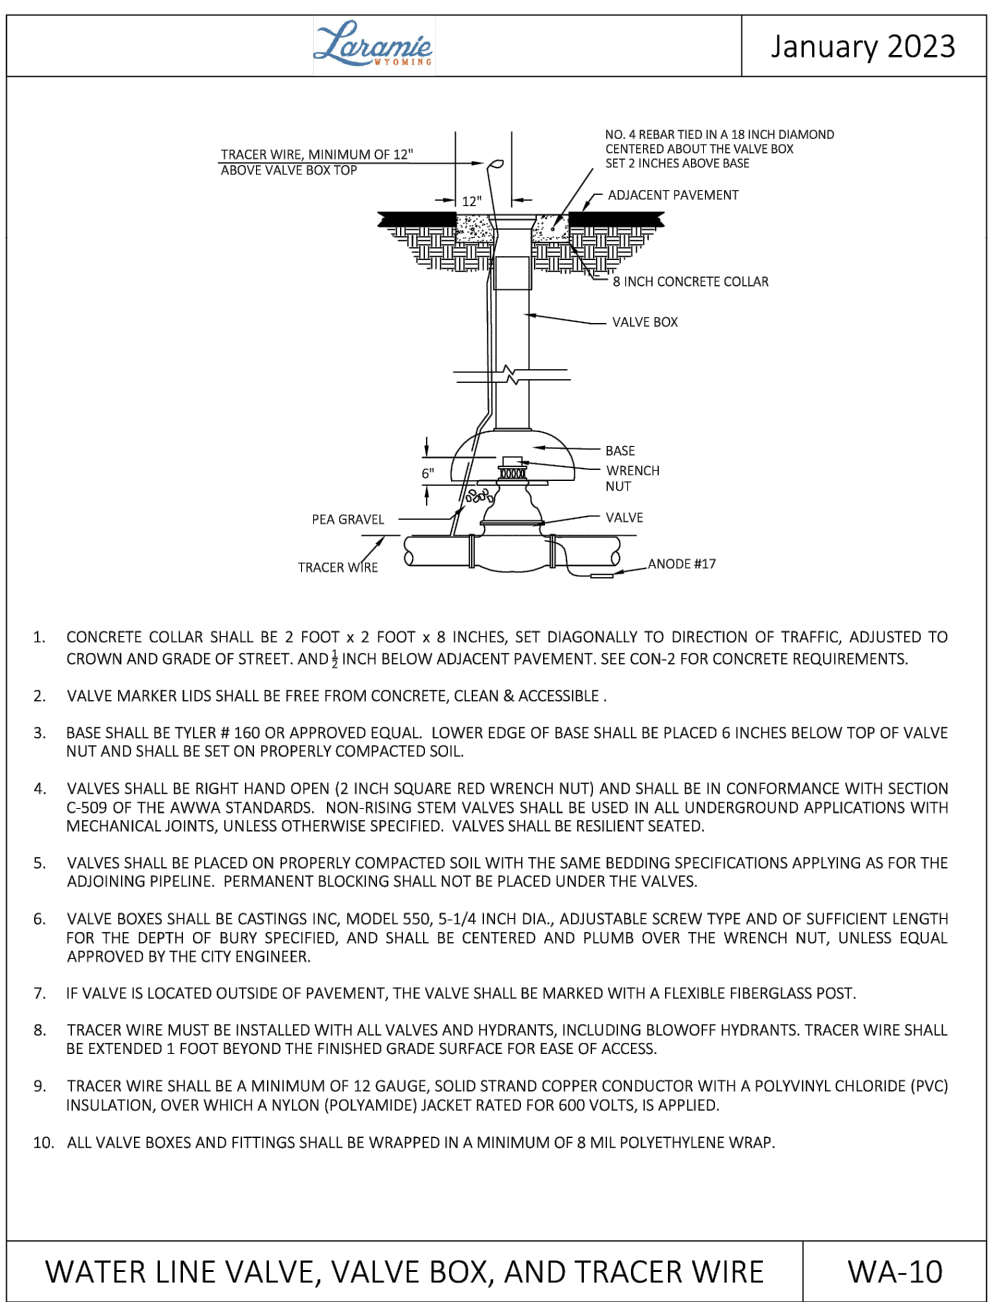 Laramie
WYOMING
January 2023
NO. 4 REBAR TIED IN A 18 INCH DIAMOND
CENTERED ABOUT THE VALVE BOX
SET 2 INCHES ABOVE BASE
TRACER WIRE, MINIMUM OF 12"
ABOVE VALVE BOX TOP
ADJACENT PAVEMENT
12"
8 INCH CONCRETE COLLAR
VALVE BOX
BASE
6"
WRENCH
NUT
PEA GRAVEL
VALVE
TRACER WIRE
ANODE #17
1. CONCRETE COLLAR SHALL BE 2 FOOT x 2 FOOT x 8 INCHES, SET DIAGONALLY TO DIRECTION OF TRAFFIC, ADJUSTED TO
CROWN AND GRADE OF STREET. AND 1/2 INCH BELOW ADJACENT PAVEMENT. SEE CON-2 FOR CONCRETE REQUIREMENTS.
2. VALVE MARKER LIDS SHALL BE FREE FROM CONCRETE, CLEAN & ACCESSIBLE .
3. BASE SHALL BE TYLER # 160 OR APPROVED EQUAL. LOWER EDGE OF BASE SHALL BE PLACED 6 INCHES BELOW TOP OF VALVE
NUT AND SHALL BE SET ON PROPERLY COMPACTED SOIL.
4. VALVES SHALL BE RIGHT HAND OPEN (2 INCH SQUARE RED WRENCH NUT) AND SHALL BE IN CONFORMANCE WITH SECTION
C-509 OF THE AWWA STANDARDS. NON-RISING STEM VALVES SHALL BE USED IN ALL UNDERGROUND APPLICATIONS WITH
MECHANICAL JOINTS, UNLESS OTHERWISE SPECIFIED. VALVES SHALL BE RESILIENT SEATED.
5. VALVES SHALL BE PLACED ON PROPERLY COMPACTED SOIL WITH THE SAME BEDDING SPECIFICATIONS APPLYING AS FOR THE
ADJOINING PIPELINE. PERMANENT BLOCKING SHALL NOT BE PLACED UNDER THE VALVES.
6. VALVE BOXES SHALL BE CASTINGS INC, MODEL 550, 5-1/4 INCH DIA., ADJUSTABLE SCREW TYPE AND OF SUFFICIENT LENGTH
FOR THE DEPTH OF BURY SPECIFIED, AND SHALL BE CENTERED AND PLUMB OVER THE WRENCH NUT, UNLESS EQUAL
APPROVED BY THE CITY ENGINEER.
7. IF VALVE IS LOCATED OUTSIDE OF PAVEMENT, THE VALVE SHALL BE MARKED WITH A FLEXIBLE FIBERGLASS POST.
8. TRACER WIRE MUST BE INSTALLED WITH ALL VALVES AND HYDRANTS, INCLUDING BLOWOFF HYDRANTS. TRACER WIRE SHALL
BE EXTENDED 1 FOOT BEYOND THE FINISHED GRADE SURFACE FOR EASE OF ACCESS.
9. TRACER WIRE SHALL BE A MINIMUM OF 12 GAUGE, SOLID STRAND COPPER CONDUCTOR WITH A POLYVINYL CHLORIDE (PVC)
INSULATION, OVER WHICH A NYLON (POLYAMIDE) JACKET RATED FOR 600 VOLTS, IS APPLIED.
10. ALL VALVE BOXES AND FITTINGS SHALL BE WRAPPED IN A MINIMUM OF 8 MIL POLYETHYLENE WRAP.
WATER LINE VALVE, VALVE BOX, AND TRACER WIRE
WA-10